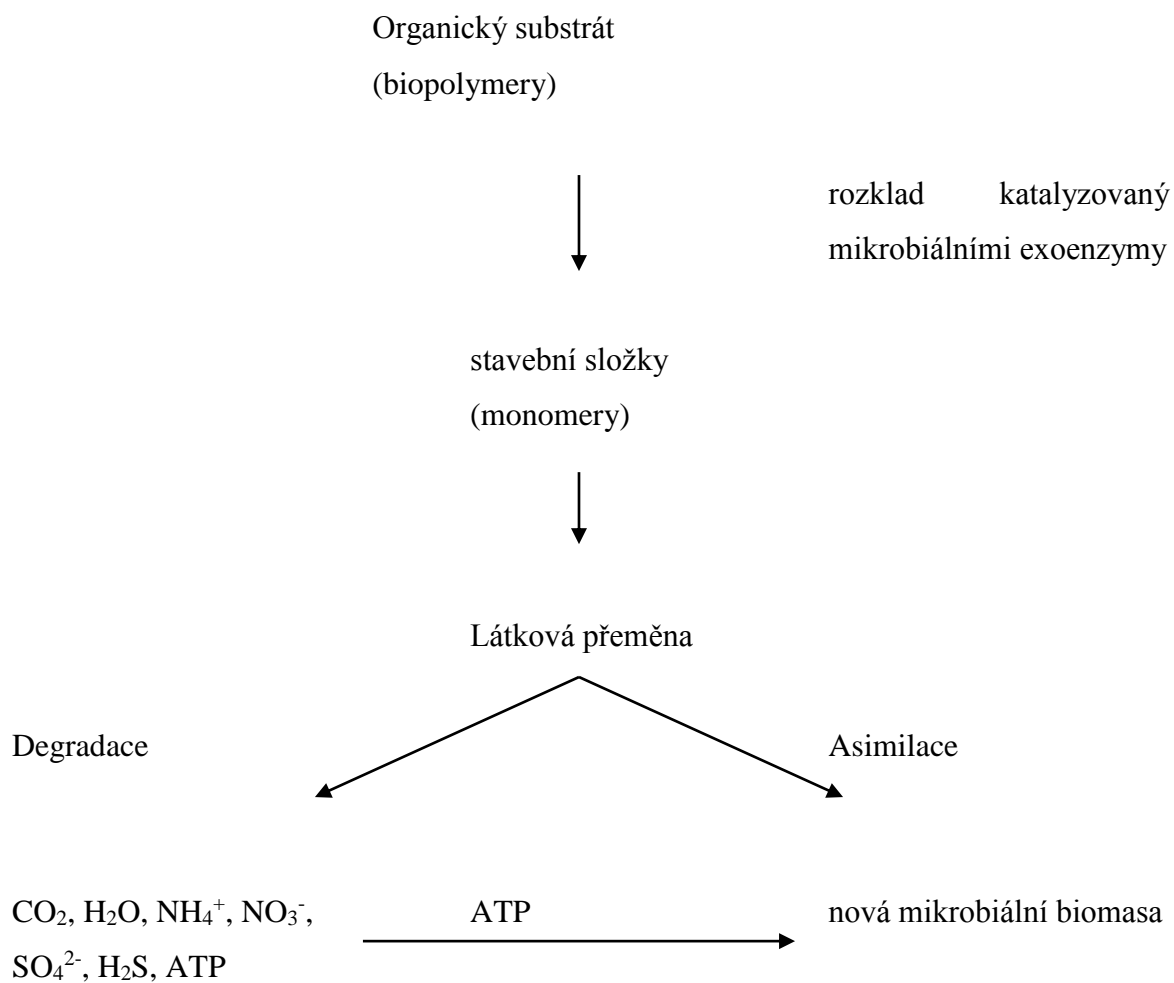 Organický substrát
(biopolymery)
rozklad katalyzovaný
mikrobiálními exoenzymy
stavební složky
(monomery)
Látková přeměna
Degradace
Asimilace
CO₂, H₂O, NH₄⁺, NO₃⁻,
SO₄²⁻, H₂S, ATP
ATP
nová mikrobiální biomasa